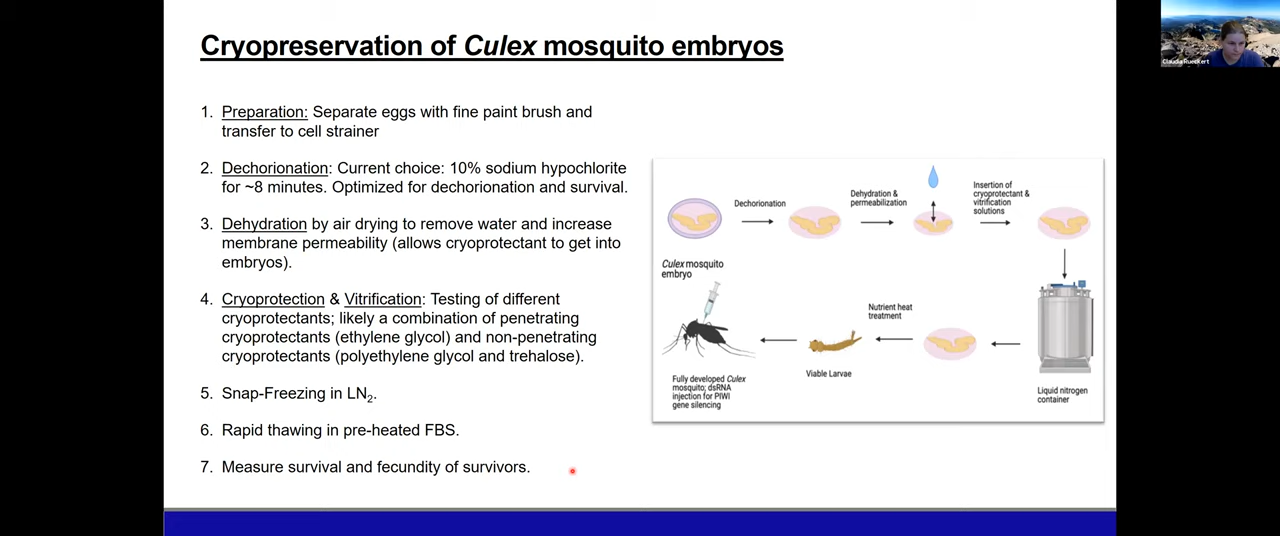 Cryopreservation of Culex mosquito embryos
Claudia Rueckert
1. Preparation: Separate eggs with fine paint brush and
transfer to cell strainer
2. Dechorionation: Current choice: 10% sodium hypochlorite
for ~8 minutes. Optimized for dechorionation and survival.
3. Dehydration by air drying to remove water and increase
membrane permeability (allows cryoprotectant to get into
embryos).
4. Cryoprotection & Vitrification: Testing of different
cryoprotectants; likely a combination of penetrating
cryoprotectants (ethylene glycol) and non-penetrating
cryoprotectants (polyethylene glycol and trehalose).
5. Snap-Freezing in LN2.
6. Rapid thawing in pre-heated FBS.
7. Measure survival and fecundity of survivors.
Dechorionation
Dehydration &
permeabilization
Insertion of
cryoprotectant &
vitrification
solutions
Culex mosquito
embryo
Nutrient heat
treatment
Viable Larvae
Fully developed Culex
mosquito; dsRNA
injection for PIWI
gene silencing
Liquid nitrogen
container